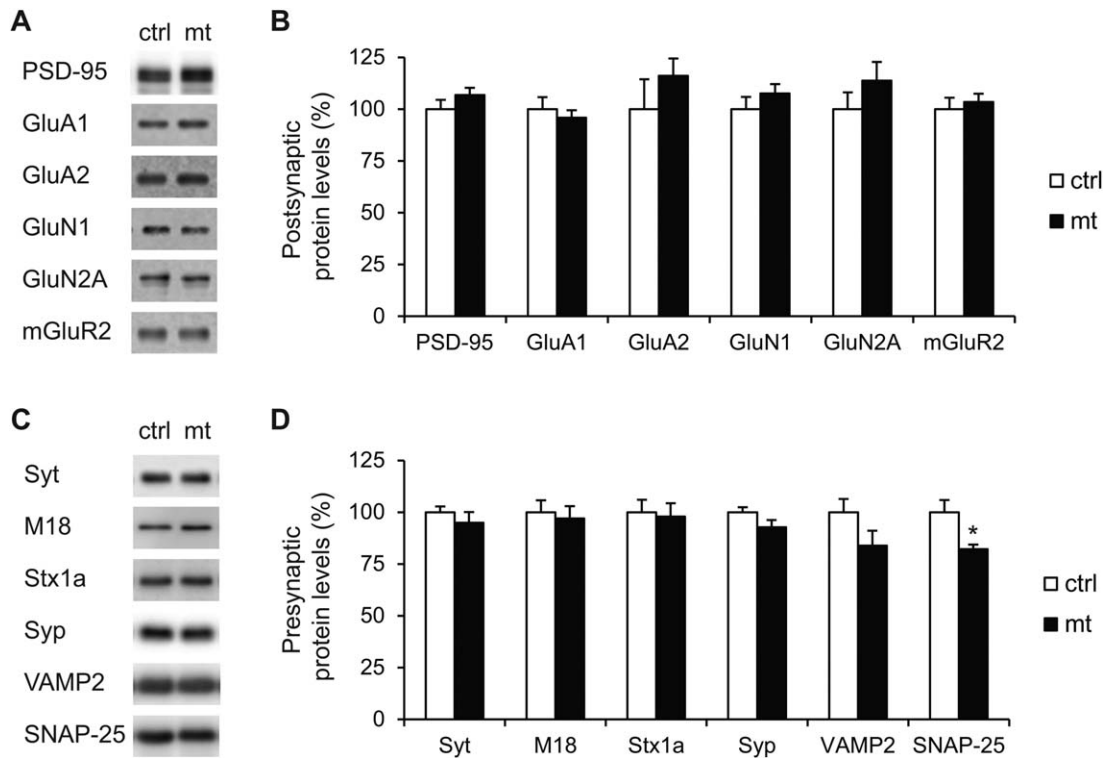 A
ctrl mt
PSD-95
GluA1
GluA2
GluN1
GluN2A
mGluR2
B
Postsynaptic
protein levels (%)
125
100
75
50
25
0
PSD-95 GluA1 GluA2 GluN1 GluN2A mGluR2
ctrl
mt
C
ctrl mt
Syt
M18
Stx1a
Syp
VAMP2
SNAP-25
D
Presynaptic
protein levels (%)
125
100
75
50
25
0
*
Syt M18 Stx1a Syp VAMP2 SNAP-25
ctrl
mt